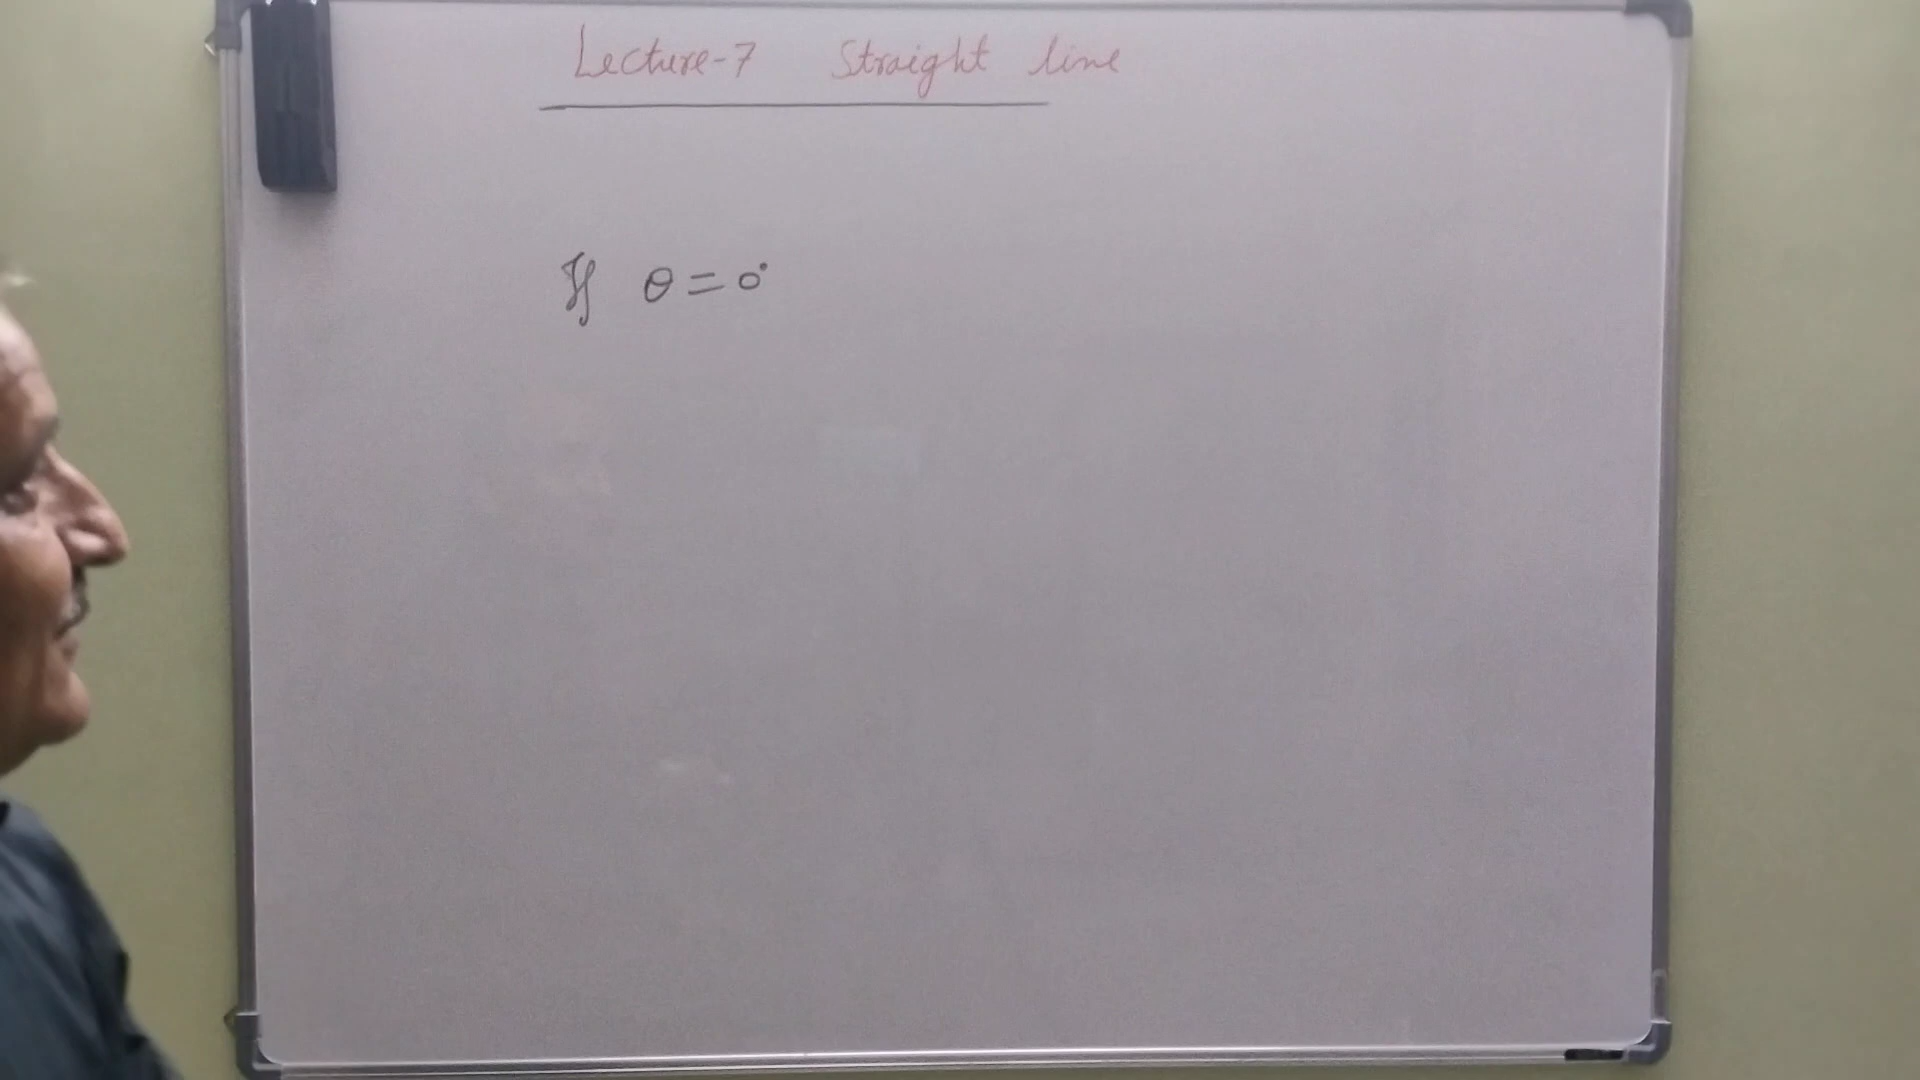 Lecture-7 Straight line
If θ = 0°